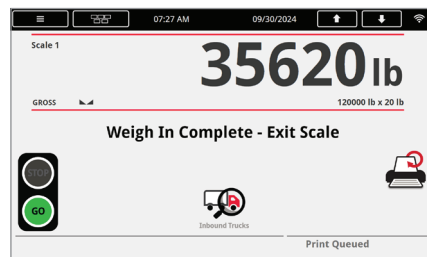 07:27 AM 09/30/2024
Scale 1
35620 lb
GROSS 120000 lb x 20 lb
Weigh In Complete - Exit Scale
STOP
GO
Inbound Trucks
Print Queued